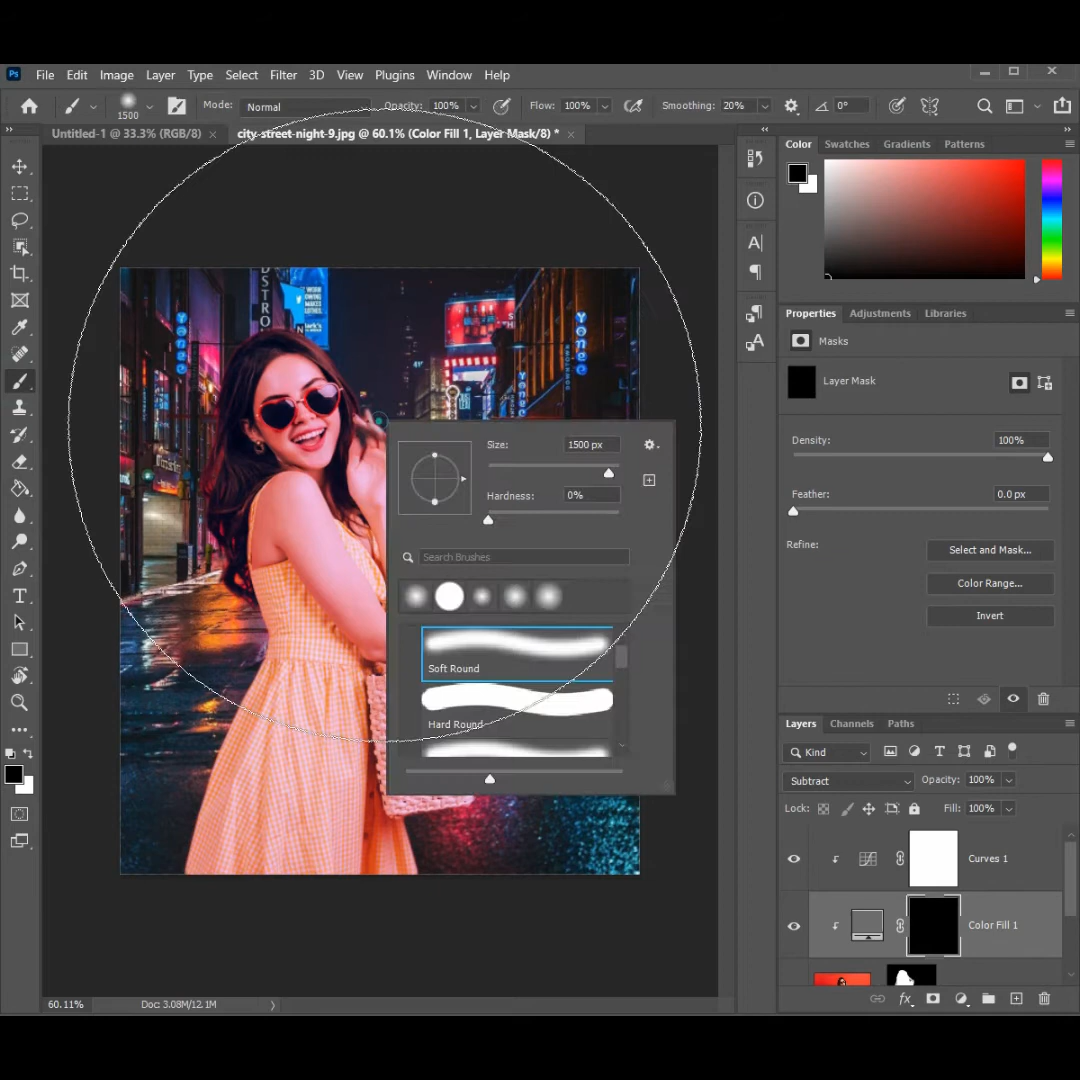 Ps File Edit Image Layer Type Select Filter 3D View Plugins Window Help
1500 Mode: Normal Opacity: 100% Flow: 100% Smoothing: 20% 0°
Untitled-1 @ 33.3% (RGB/8) × city-street-night-9.jpg @ 60.1% (Color Fill 1, Layer Mask/8) * ×
Color Swatches Gradients Patterns
DSTRO
Yonge
Yonge
Yonge
Properties Adjustments Libraries
Masks
Layer Mask
Density: 100%
Feather: 0.0 px
Refine:
Select and Mask...
Color Range...
Invert
Size: 1500 px
Hardness: 0%
Search Brushes
Soft Round
Hard Round
Layers Channels Paths
Kind
Subtract Opacity: 100%
Lock: Fill: 100%
Curves 1
Color Fill 1
fx
60.11% Doc: 3.08M/12.1M